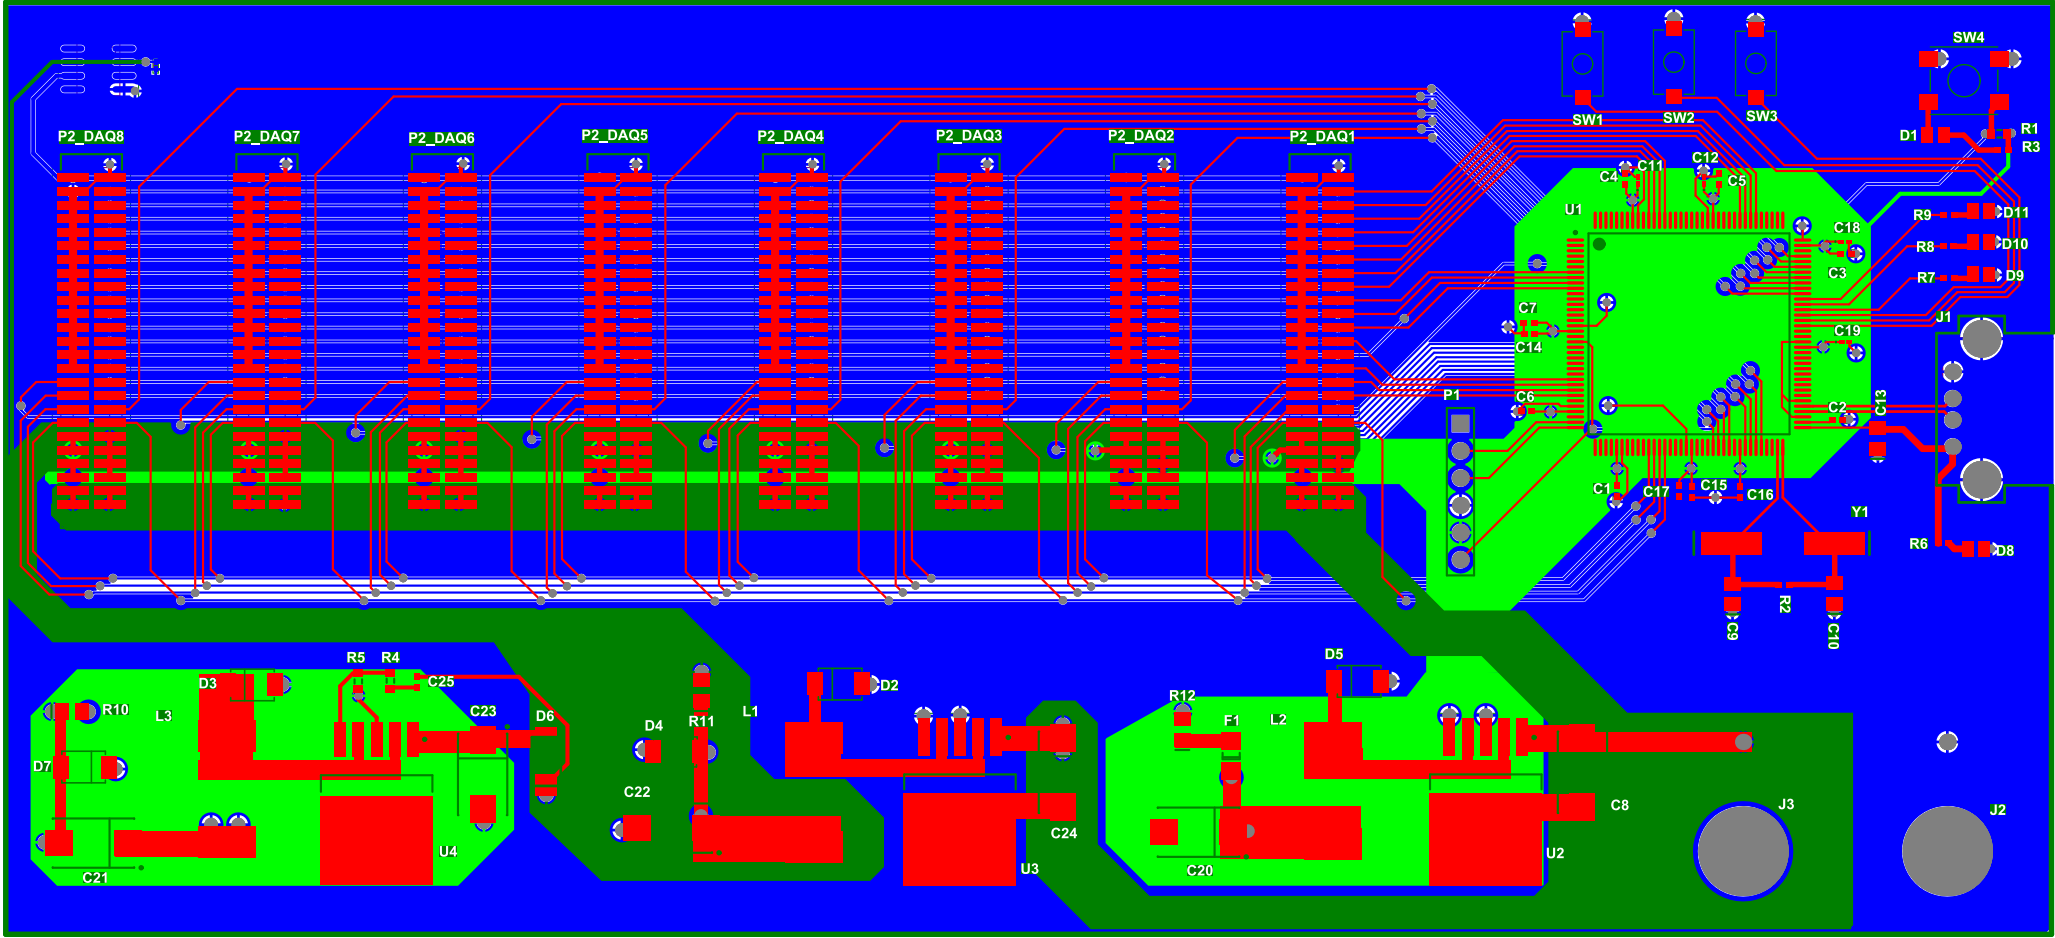 SW4
SW1
SW2
SW3
P2_DAQ8
P2_DAQ7
P2_DAQ6
P2_DAQ5
P2_DAQ4
P2_DAQ3
P2_DAQ2
P2_DAQ1
D1
R1
R3
C4
C11
C12
C5
U1
R9
D11
C18
R8
D10
C3
R7
D9
C7
C14
C19
J1
P1
C6
C2
C13
C1
C17
C15
C16
Y1
R6
D8
R2
C9
C10
R5
R4
D3
C25
D2
D5
R12
R10
L3
C23
D6
D4
R11
L1
F1
L2
D7
C22
C24
C8
J3
J2
C21
U4
U3
C20
U2